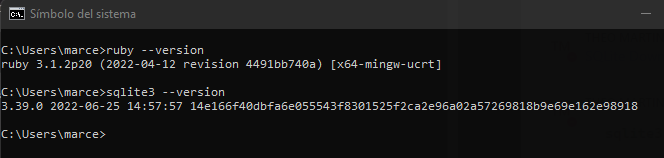 Símbolo del sistema
C:\Users\marce>ruby --version
ruby 3.1.2p20 (2022-04-12 revision 4491bb740a) [x64-mingw-ucrt]
C:\Users\marce>sqlite3 --version
3.39.0 2022-06-25 14:57:57 14e166f40dbfa6e055543f8301525f2ca2e96a02a57269818b9e69e162e98918
C:\Users\marce>